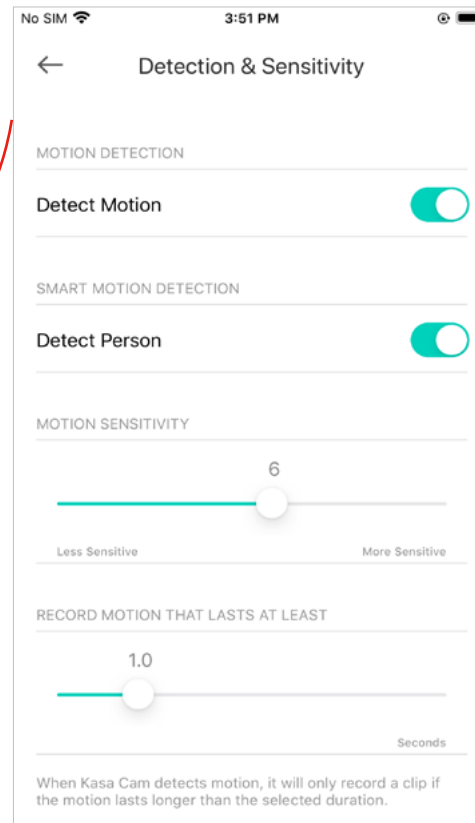 No SIM 3:51 PM
Detection & Sensitivity
MOTION DETECTION
Detect Motion
SMART MOTION DETECTION
Detect Person
MOTION SENSITIVITY
6
Less Sensitive More Sensitive
RECORD MOTION THAT LASTS AT LEAST
1.0
Seconds
When Kasa Cam detects motion, it will only record a clip if
the motion lasts longer than the selected duration.